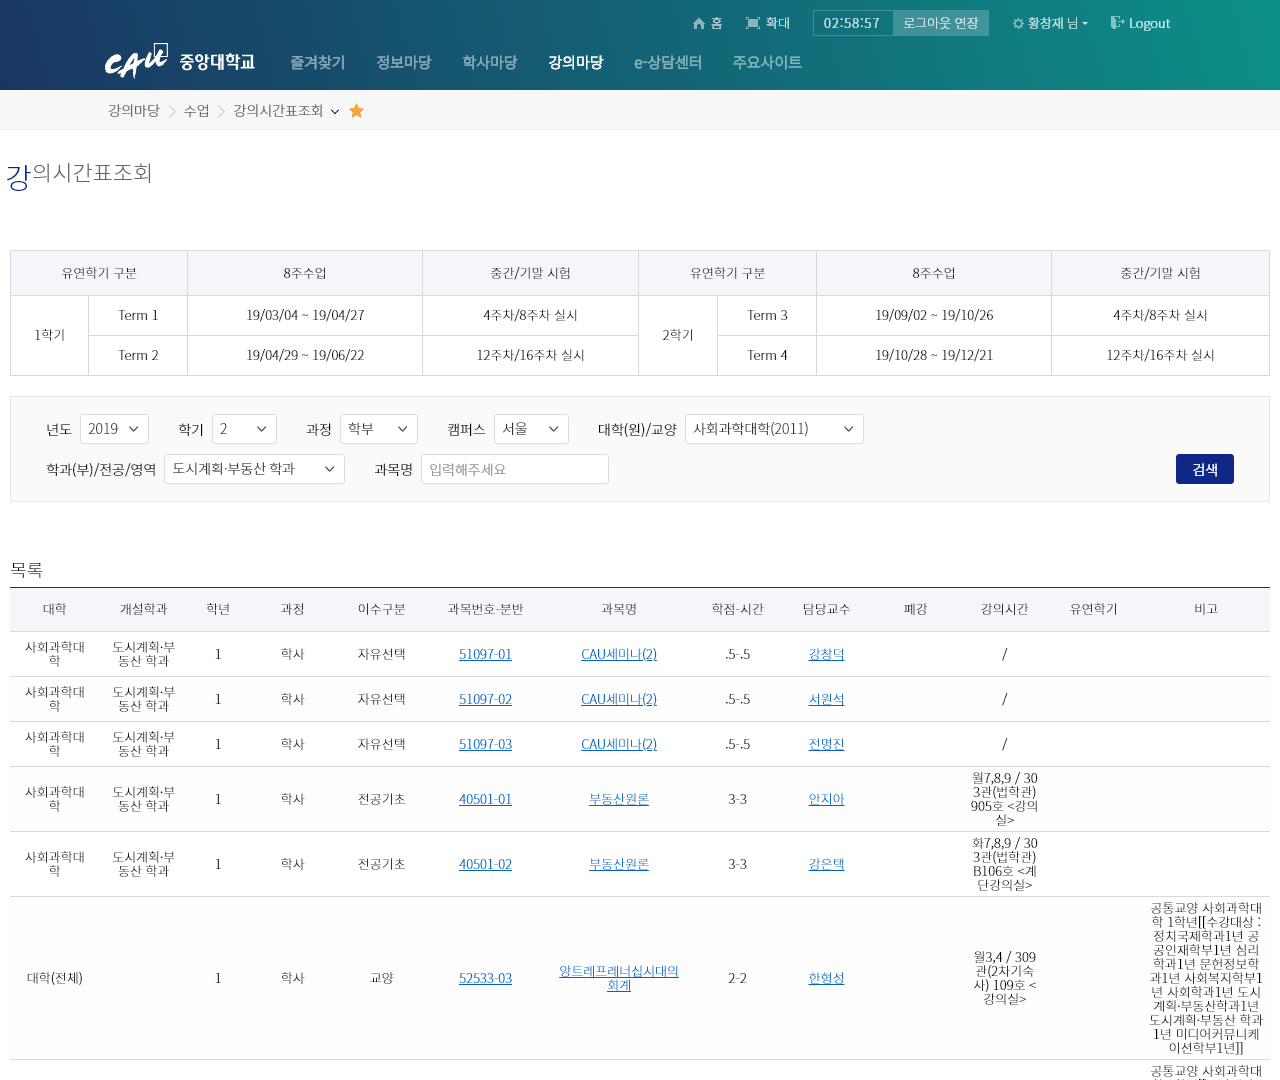 홈 확대 02:58:57 로그아웃 연장 황창재 님 Logout
CAU 중앙대학교 즐겨찾기 정보마당 학사마당 강의마당 e-상담센터 주요사이트
강의마당 수업 강의시간표조회
강의시간표조회
유연학기 구분 8주수업 중간/기말 시험 유연학기 구분 8주수업 중간/기말 시험
1학기 Term 1 19/03/04 ~ 19/04/27 4주차/8주차 실시 2학기 Term 3 19/09/02 ~ 19/10/26 4주차/8주차 실시
Term 2 19/04/29 ~ 19/06/22 12주차/16주차 실시 Term 4 19/10/28 ~ 19/12/21 12주차/16주차 실시
년도 2019 학기 2 과정 학부 캠퍼스 서울 대학(원)/교양 사회과학대학(2011)
학과(부)/전공/영역 도시계획·부동산 학과 과목명 입력해주세요 검색
목록
대학 개설학과 학년 과정 이수구분 과목번호-분반 과목명 학점-시간 담당교수 폐강 강의시간 유연학기 비고
사회과학대
학
도시계획·부
동산 학과
1 학사 자유선택 51097-01 CAU세미나(2) .5-.5 강창덕 /
사회과학대
학
도시계획·부
동산 학과
1 학사 자유선택 51097-02 CAU세미나(2) .5-.5 서원석 /
사회과학대
학
도시계획·부
동산 학과
1 학사 자유선택 51097-03 CAU세미나(2) .5-.5 전명진 /
사회과학대
학
도시계획·부
동산 학과
1 학사 전공기초 40501-01 부동산원론 3-3 안지아
월7,8,9 / 30
3관(법학관)
905호 <강의
실>
사회과학대
학
도시계획·부
동산 학과
1 학사 전공기초 40501-02 부동산원론 3-3 강은택
화7,8,9 / 30
3관(법학관)
B106호 <계
단강의실>
대학(전체) 1 학사 교양 52533-03
앙트레프레너십시대의
회계
2-2 한형성
월3,4 / 309
관(2차기숙
사) 109호 <
강의실>
공통교양 사회과학대
학 1학년[[수강대상 :
정치국제학과1년 공
공인재학부1년 심리
학과1년 문헌정보학
과1년 사회복지학부1
년 사회학과1년 도시
계획·부동산학과1년
도시계획·부동산 학과
1년 미디어커뮤니케
이션학부1년]]
공통교양 사회과학대